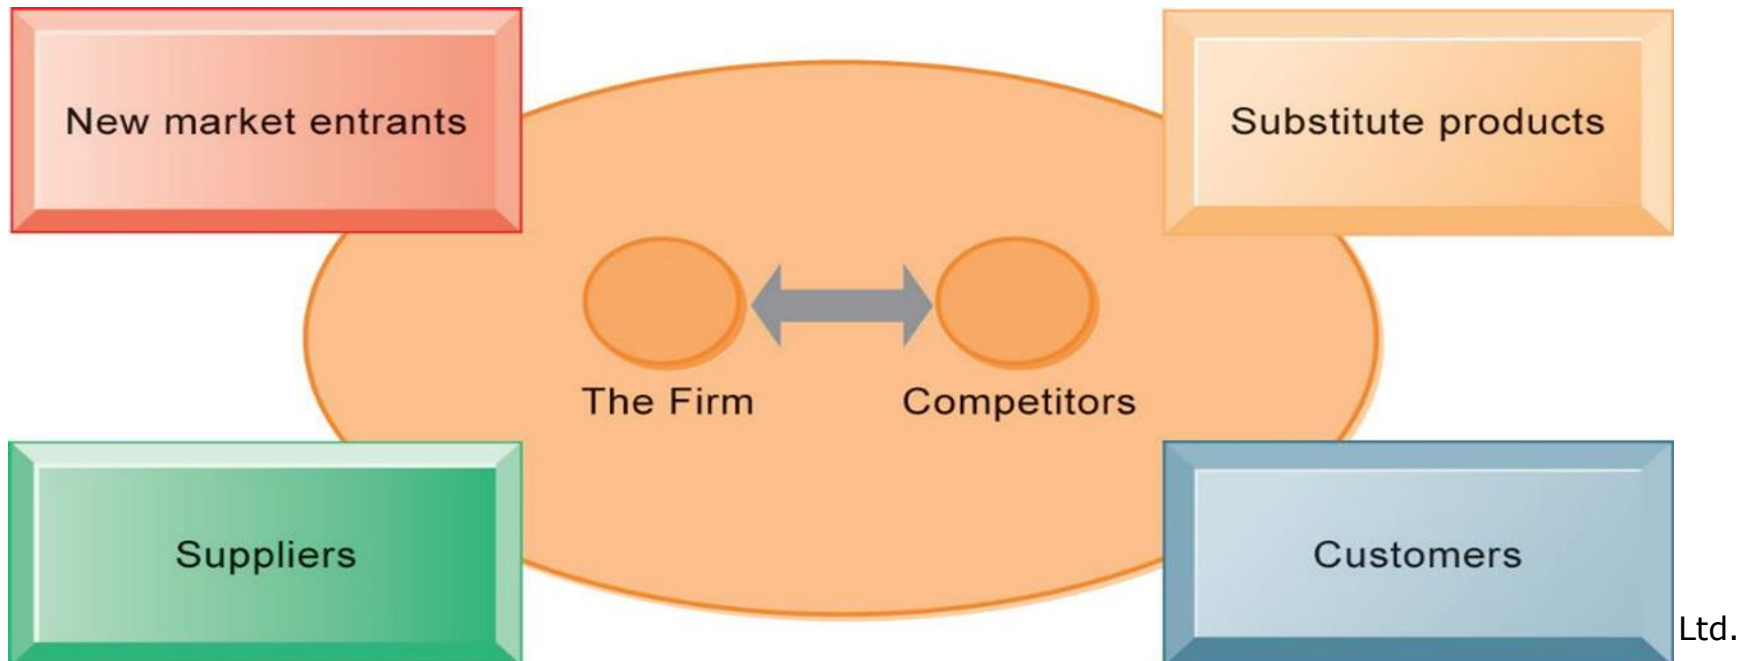 New market entrants
Substitute products
The Firm
Competitors
Suppliers
Customers
Ltd.